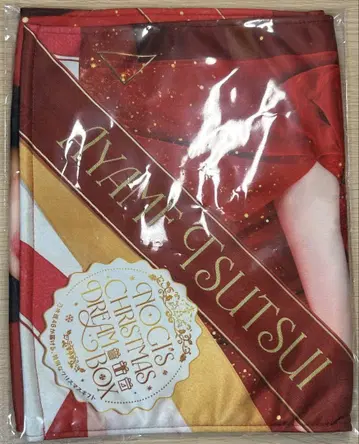 AYAME TSUTSUI
NOGI'S
CHRISTMAS
DREAM
BOX